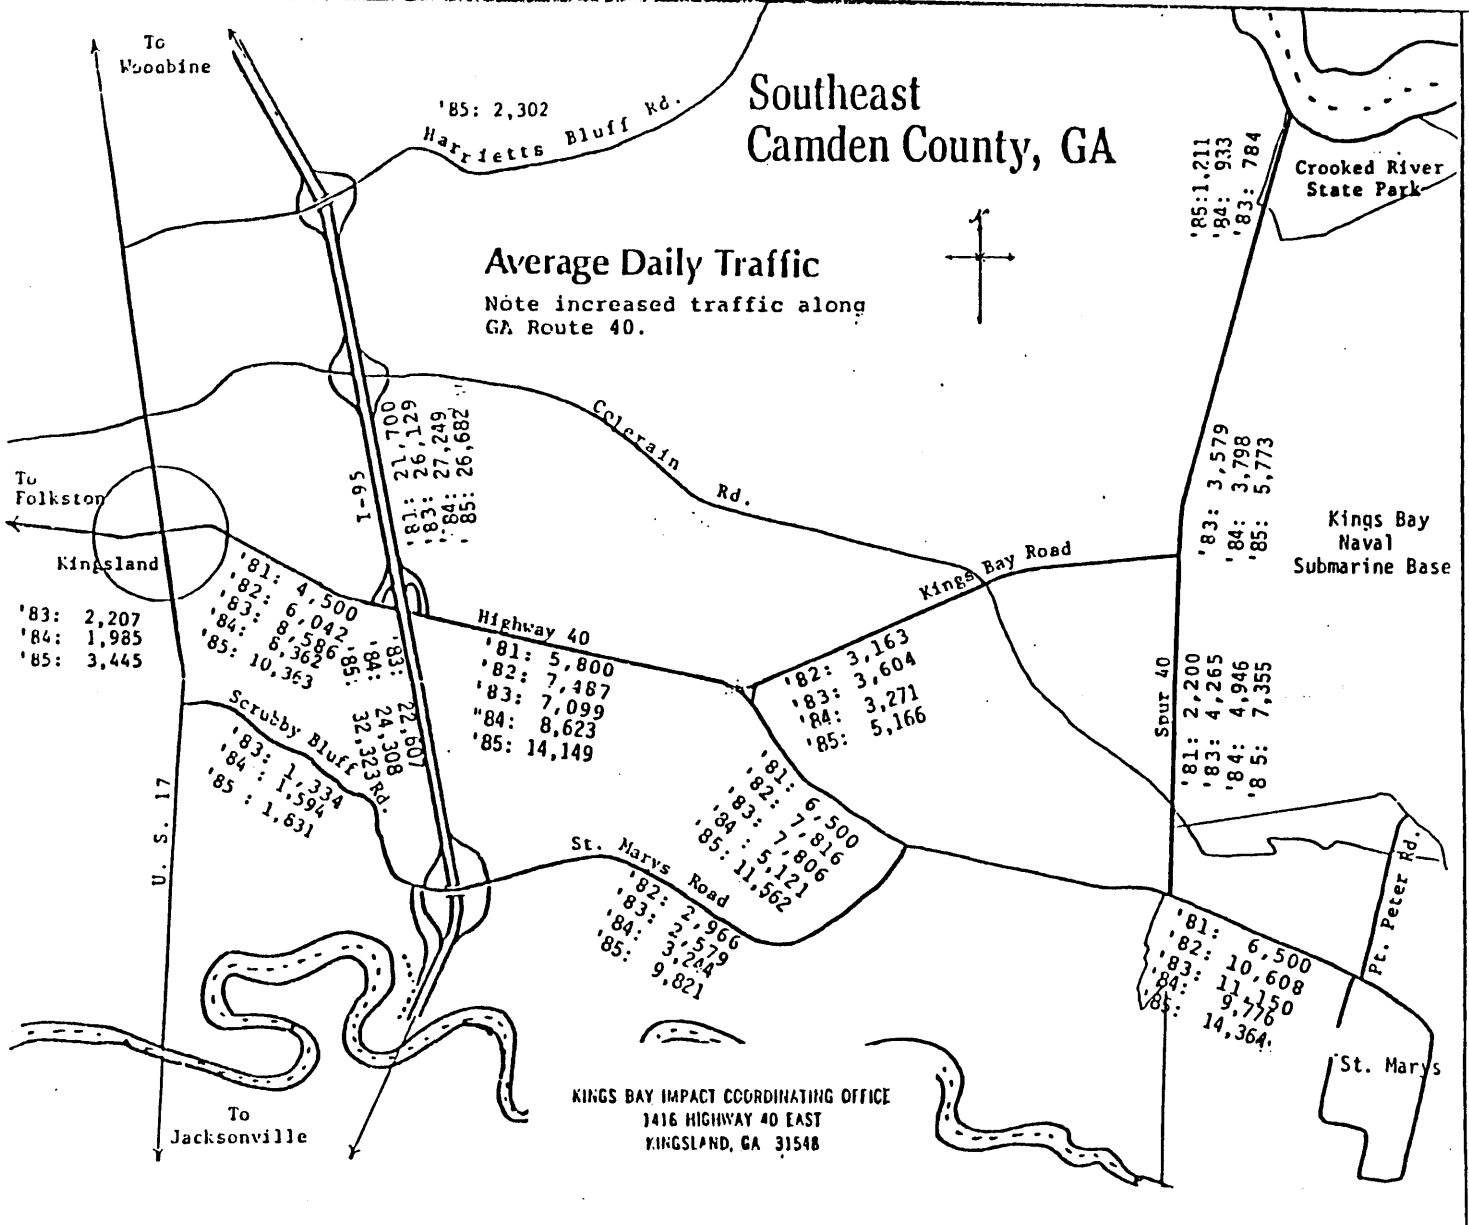 To
Woodbine
'85: 2,302
Harrietts Bluff Rd.
Southeast
Camden County, GA
'85:1,211
'84: 933
'83: 784
Crooked River
State Park
Average Daily Traffic
Note increased traffic along
GA Route 40.
'81: 21,700
'83: 26,129
'84: 27,249
'85: 26,682
I-95
Colerain Rd.
To
Folkston
Kingsland
'83: 2,207
'84: 1,985
'85: 3,445
'81: 4,500
'82: 6,042
'83: 8,586
'84: 6,362
'85: 10,363
'83: 22,607
'84: 24,308
'85: 32,323
Highway 40
'81: 5,800
'82: 7,487
'83: 7,099
"84: 8,623
'85: 14,149
Kings Bay Road
'82: 3,163
'83: 3,604
'84: 3,271
'85: 5,166
'83: 3,579
'84: 3,798
'85: 5,773
Kings Bay
Naval
Submarine Base
Spur 40
'81: 2,200
'83: 4,265
'84: 4,946
'85: 7,355
Scrubby Bluff Rd.
'83: 1,334
'84 : 1,594
'85 : 1,631
U. S. 17
'81: 6,500
'82: 7,816
'83: 7,806
'84 : 5,121
'85: 11,562
St. Marys Road
'82: 2,966
'83: 2,579
'84: 3,244
'85: 9,821
Pt. Peter Rd.
'81: 6,500
'82: 10,608
'83: 11,150
'84: 9,776
'85: 14,364
St. Marys
To
Jacksonville
KINGS BAY IMPACT COORDINATING OFFICE
1416 HIGHWAY 40 EAST
KINGSLAND, GA 31548